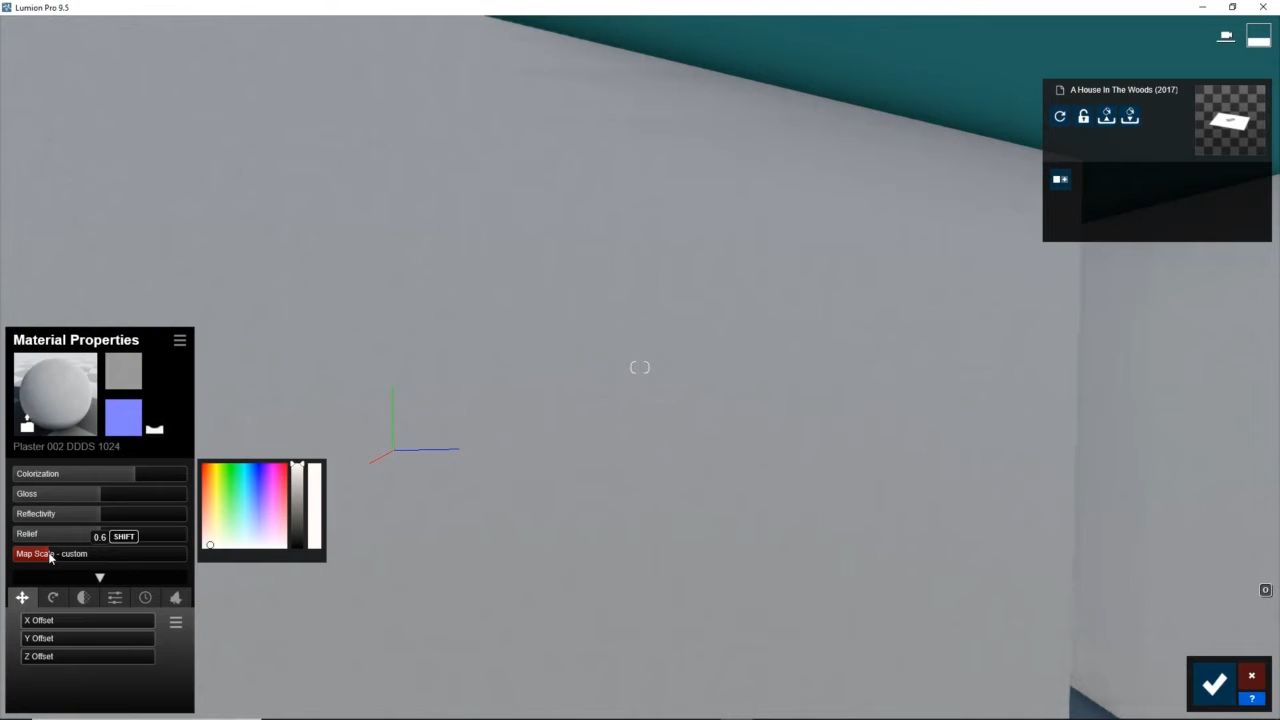 Lumion Pro 9.5
A House In The Woods (2017)
Material Properties
Plaster 002 DDDS 1024
Colorization
Gloss
Reflectivity
Relief
0.6 SHIFT
Map Scale - custom
X Offset
Y Offset
Z Offset
O
?